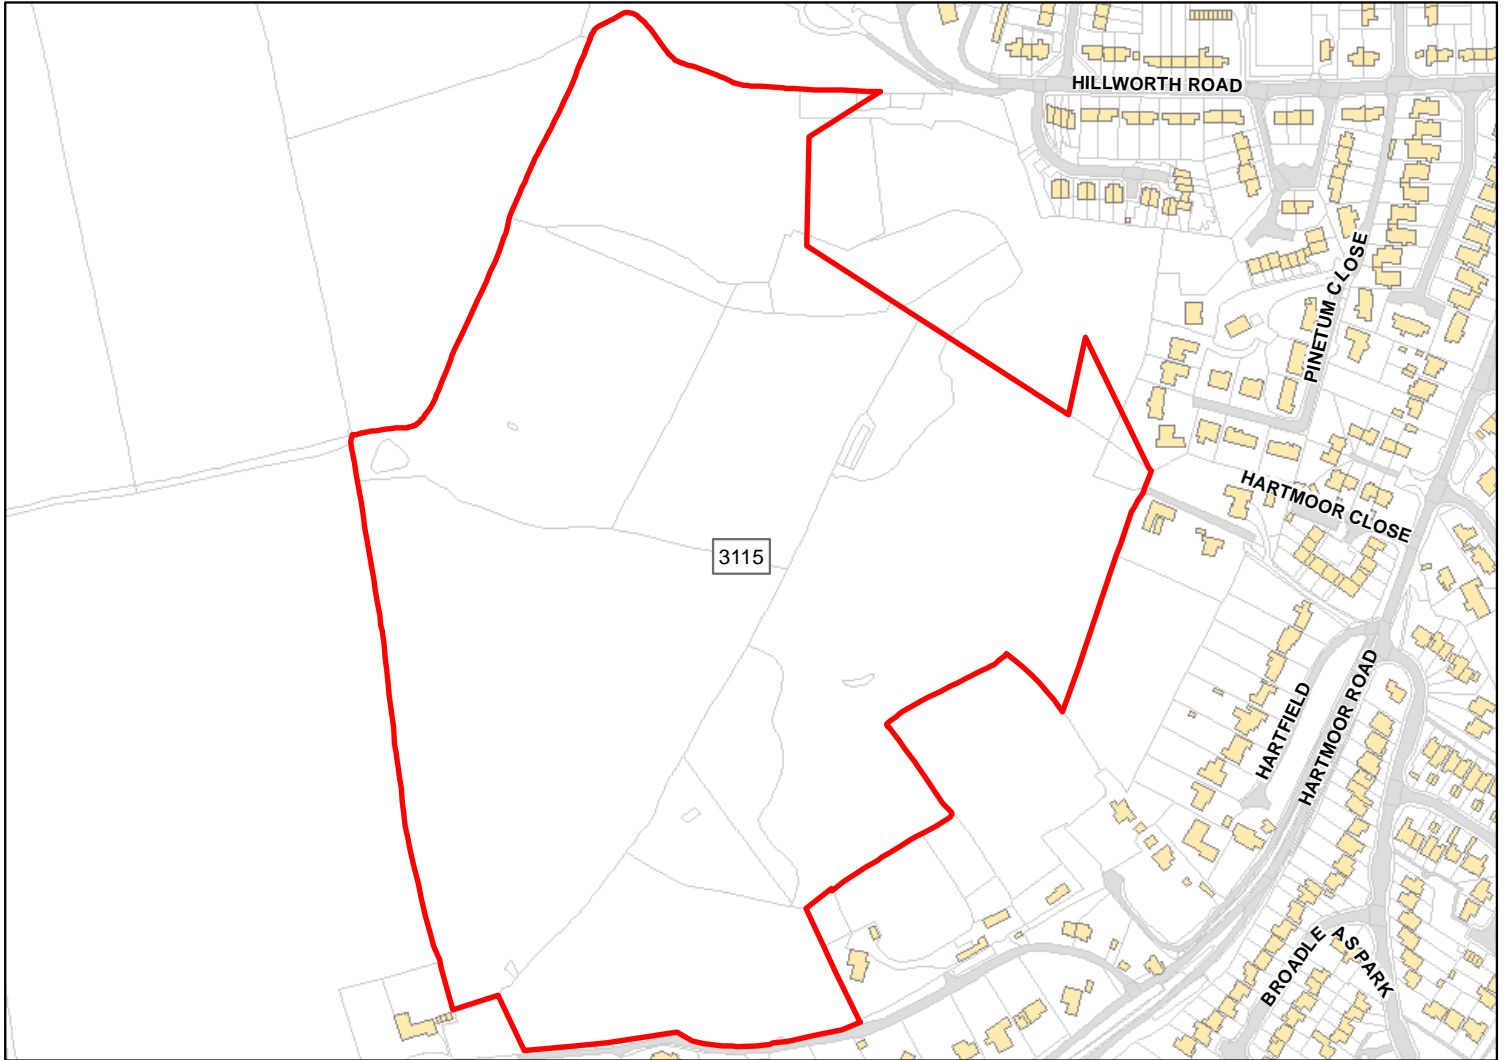 HILLWORTH ROAD
PINETUM CLOSE
HARTMOOR CLOSE
3115
HARTFIELD
HARTMOOR ROAD
BROADLEAS PARK